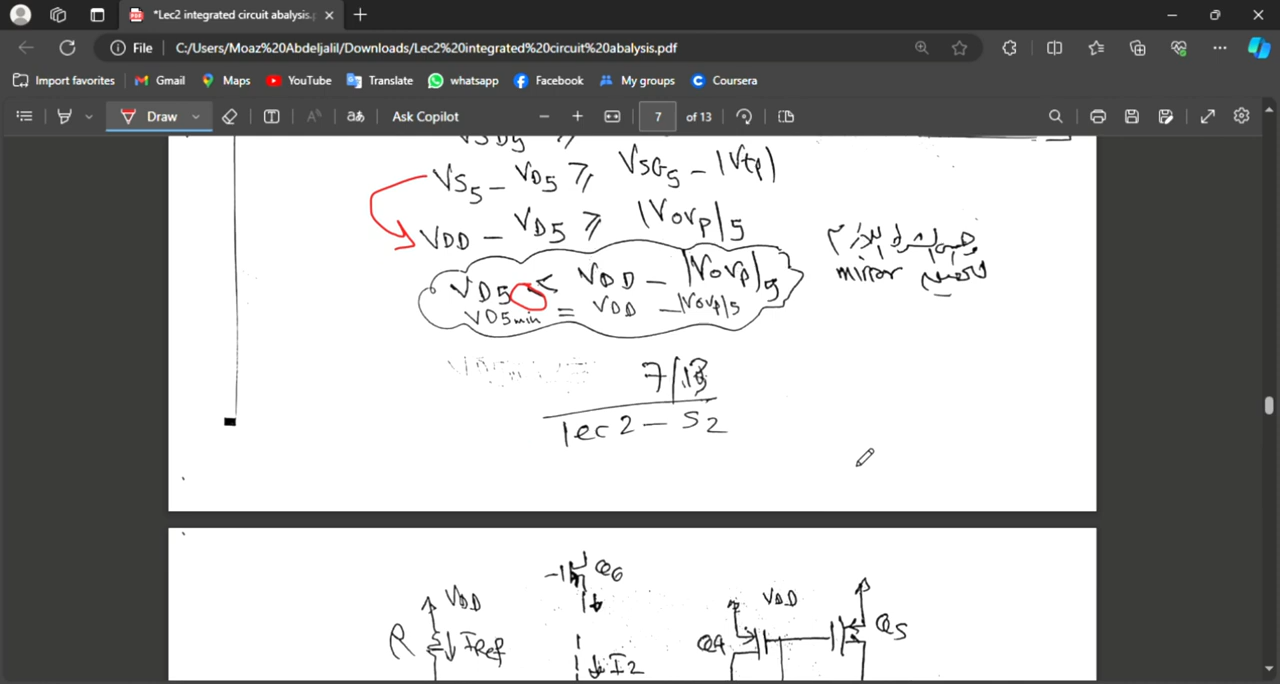 *Lec2 integrated circuit abalysis.p
File C:/Users/Moaz%20Abdeljalil/Downloads/Lec2%20integrated%20circuit%20abalysis.pdf
Import favorites Gmail Maps YouTube Translate whatsapp Facebook My groups Coursera
Draw aあ Ask Copilot 7 of 13
VSD5 ≥
VS5 - VD5 ≥ VSG5 - |Vtp|
VDD - VD5 ≥ |Vovp|5
VD5 < VDD - |Vovp|5
VD5min = VDD - |Vovp|5
mirror
7/13
lec 2 - S2
VDD
R
IRef
Q6
I2
VDD
Q4
Q5